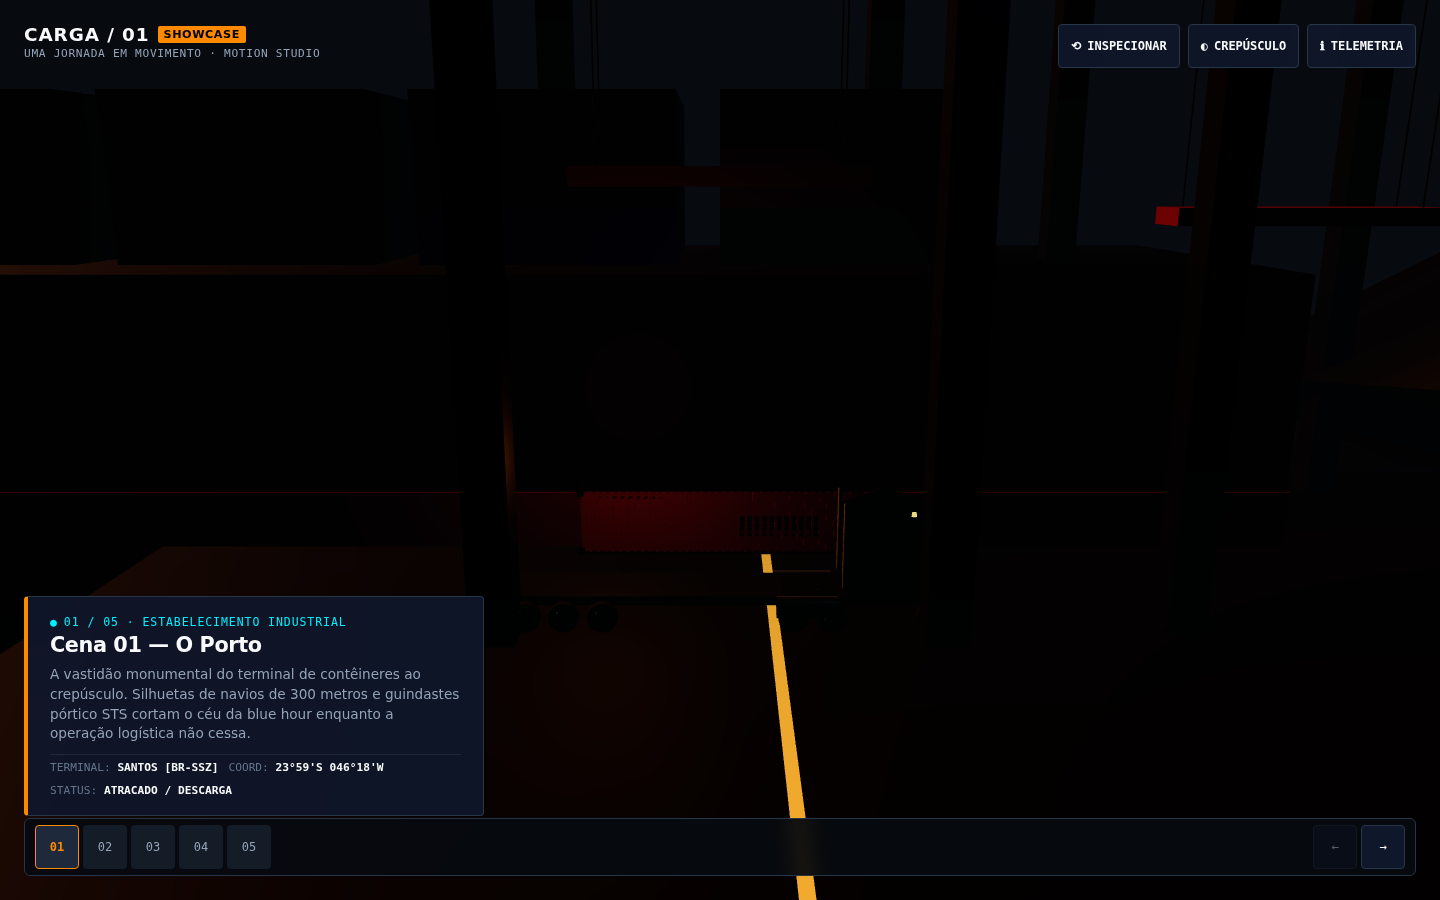 CARGA / 01 SHOWCASE
UMA JORNADA EM MOVIMENTO · MOTION STUDIO
⟲ INSPECIONAR
◐ CREPÚSCULO
ℹ TELEMETRIA
● 01 / 05 · ESTABELECIMENTO INDUSTRIAL
Cena 01 — O Porto
A vastidão monumental do terminal de contêineres ao
crepúsculo. Silhuetas de navios de 300 metros e guindastes
pórtico STS cortam o céu da blue hour enquanto a
operação logística não cessa.
TERMINAL: SANTOS [BR-SSZ] COORD: 23°59'S 046°18'W
STATUS: ATRACADO / DESCARGA
01 02 03 04 05 ← →